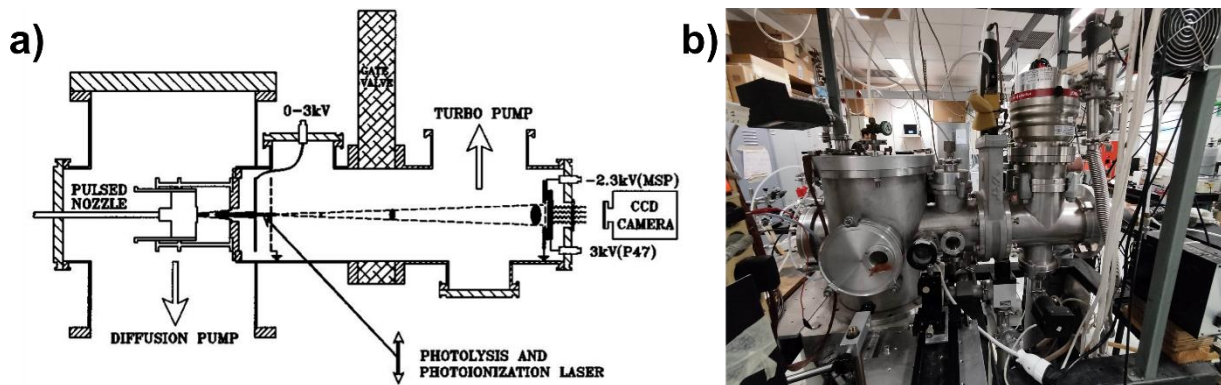 a)
b)
GATE
VALVE
0-3kV
TURBO PUMP
PULSED
NOZZLE
-2.3kV(MSP)
CCD
CAMERA
3kV(P47)
DIFFUSION PUMP
PHOTOLYSIS AND
PHOTOIONIZATION LASER